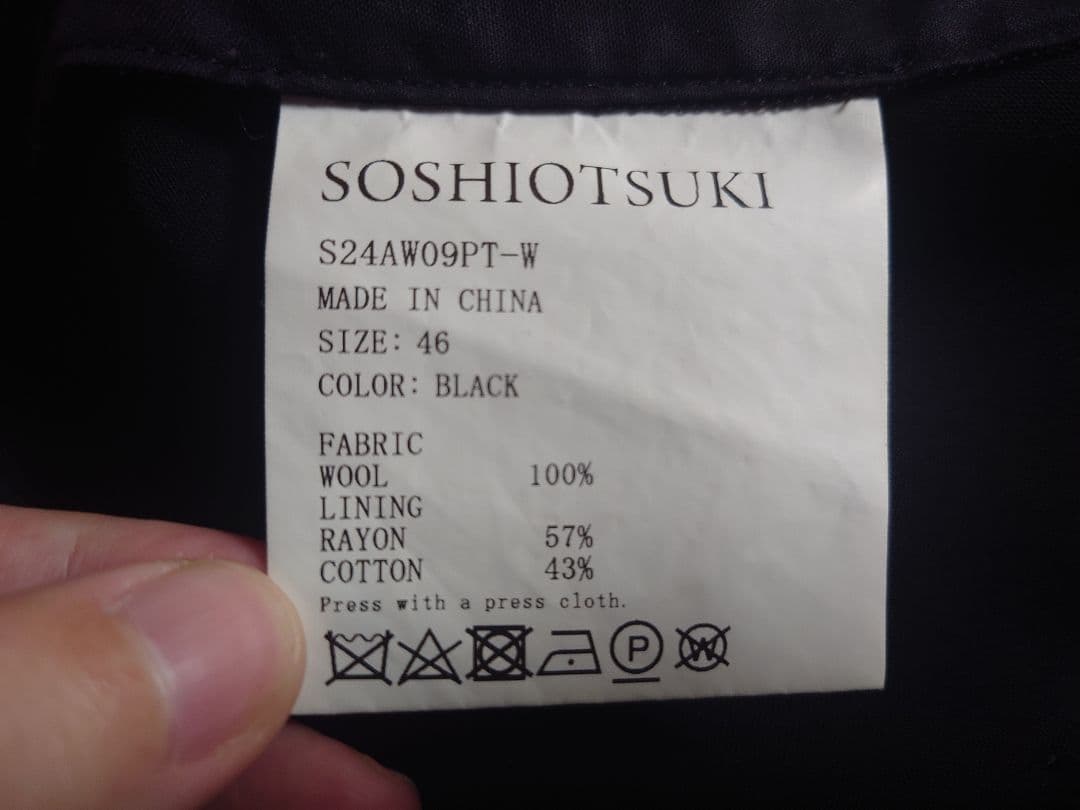 SOSHIOTSUKI
S24AW09PT-W
MADE IN CHINA
SIZE: 46
COLOR: BLACK
FABRIC
WOOL 100%
LINING
RAYON 57%
COTTON 43%
Press with a press cloth.
P W